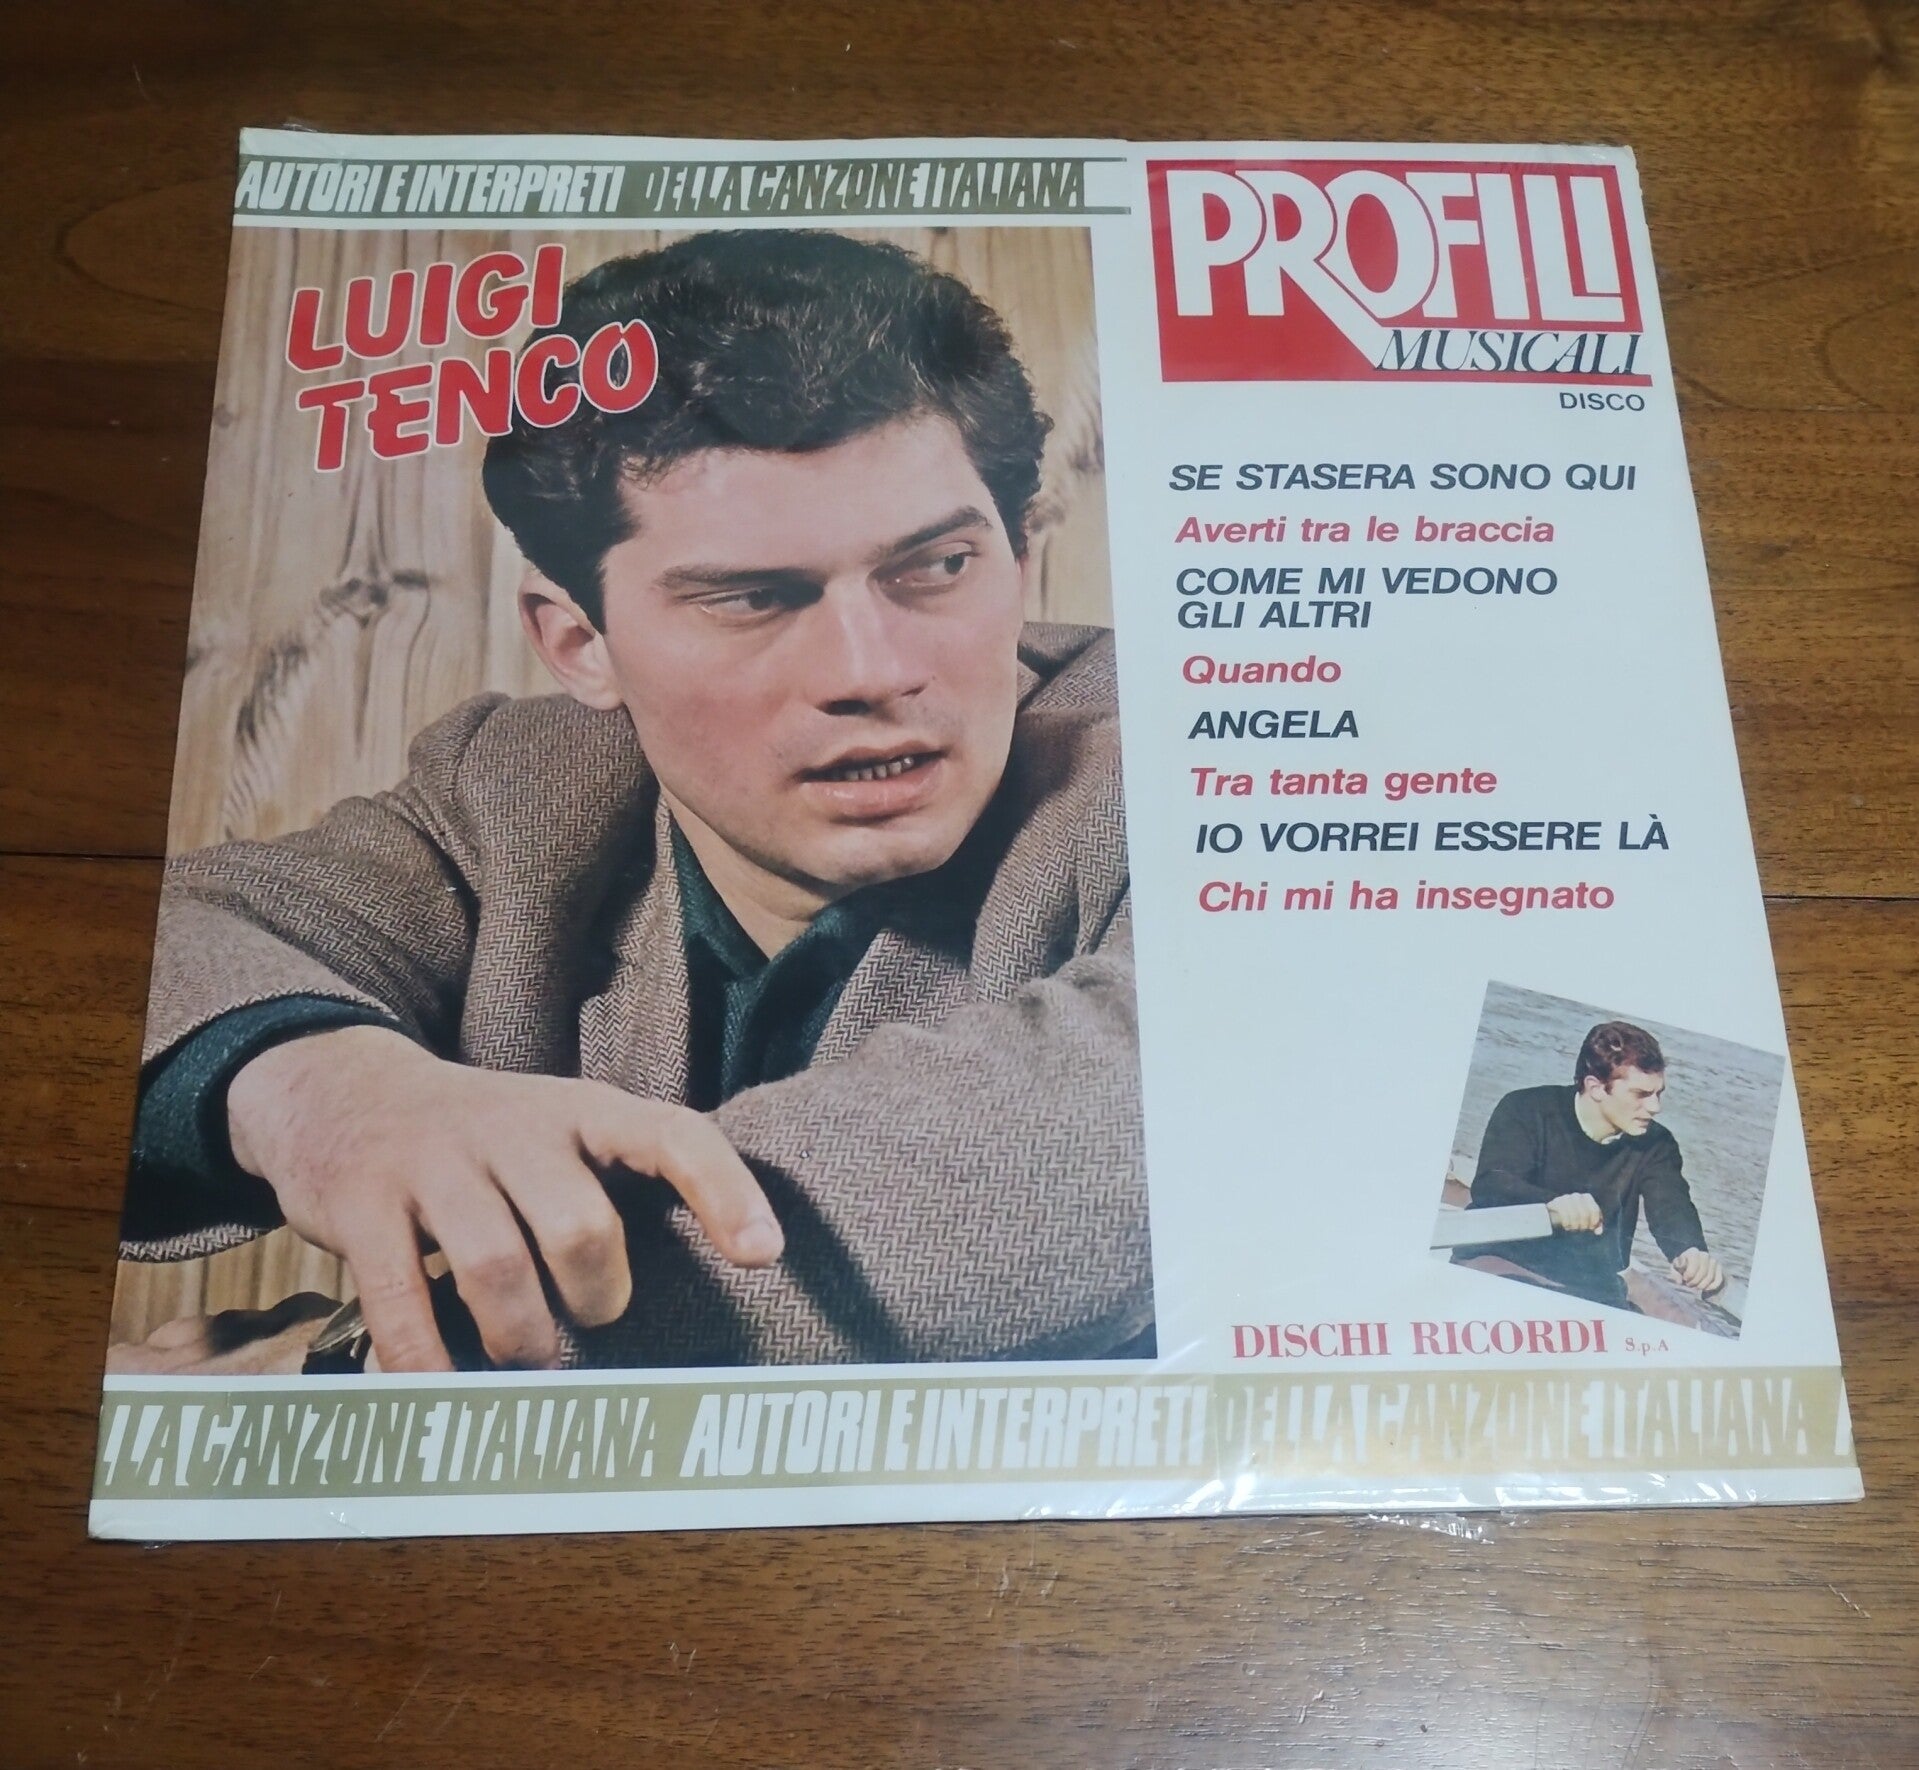 AUTORI E INTERPRETI DELLA CANZONE ITALIANA
LUIGI
TENCO
PROFILI
MUSICALI
DISCO
SE STASERA SONO QUI
Averti tra le braccia
COME MI VEDONO
GLI ALTRI
Quando
ANGELA
Tra tanta gente
IO VORREI ESSERE LÀ
Chi mi ha insegnato
DISCHI RICORDI S.p.A
LLA CANZONE ITALIANA AUTORI E INTERPRETI DELLA CANZONE ITALIANA